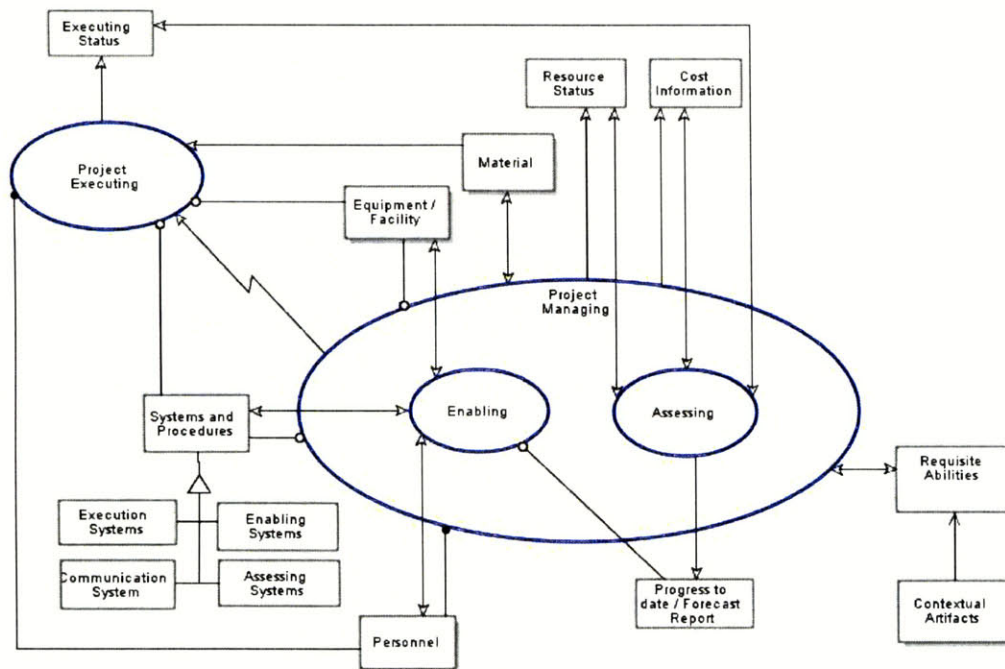 Executing
Status
Resource
Status
Cost
Information
Project
Executing
Material
Equipment /
Facility
Project
Managing
Enabling
Assessing
Systems and
Procedures
Requisite
Abilities
Execution
Systems
Enabling
Systems
Communication
System
Assessing
Systems
Personnel
Progress to
date / Forecast
Report
Contextual
Artifacts